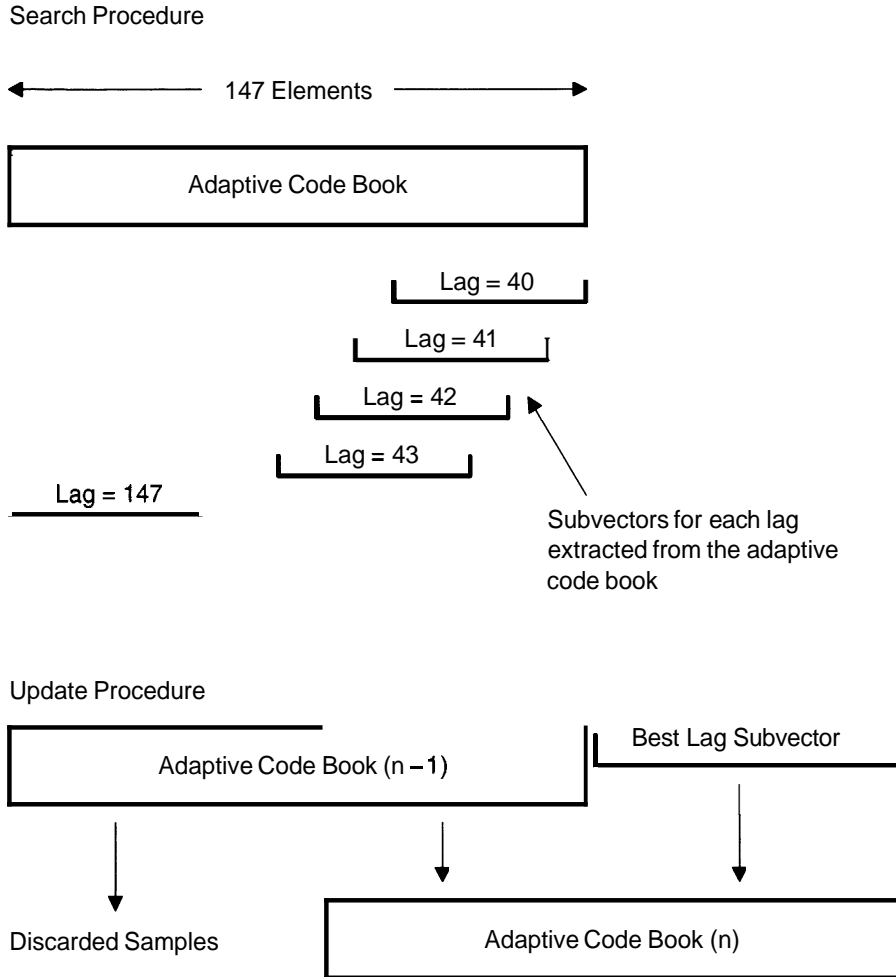 Search Procedure
147 Elements
Adaptive Code Book
Lag = 40
Lag = 41
Lag = 42
Lag = 43
Lag = 147
Subvectors for each lag
extracted from the adaptive
code book
Update Procedure
Adaptive Code Book (n – 1)
Best Lag Subvector
Discarded Samples
Adaptive Code Book (n)